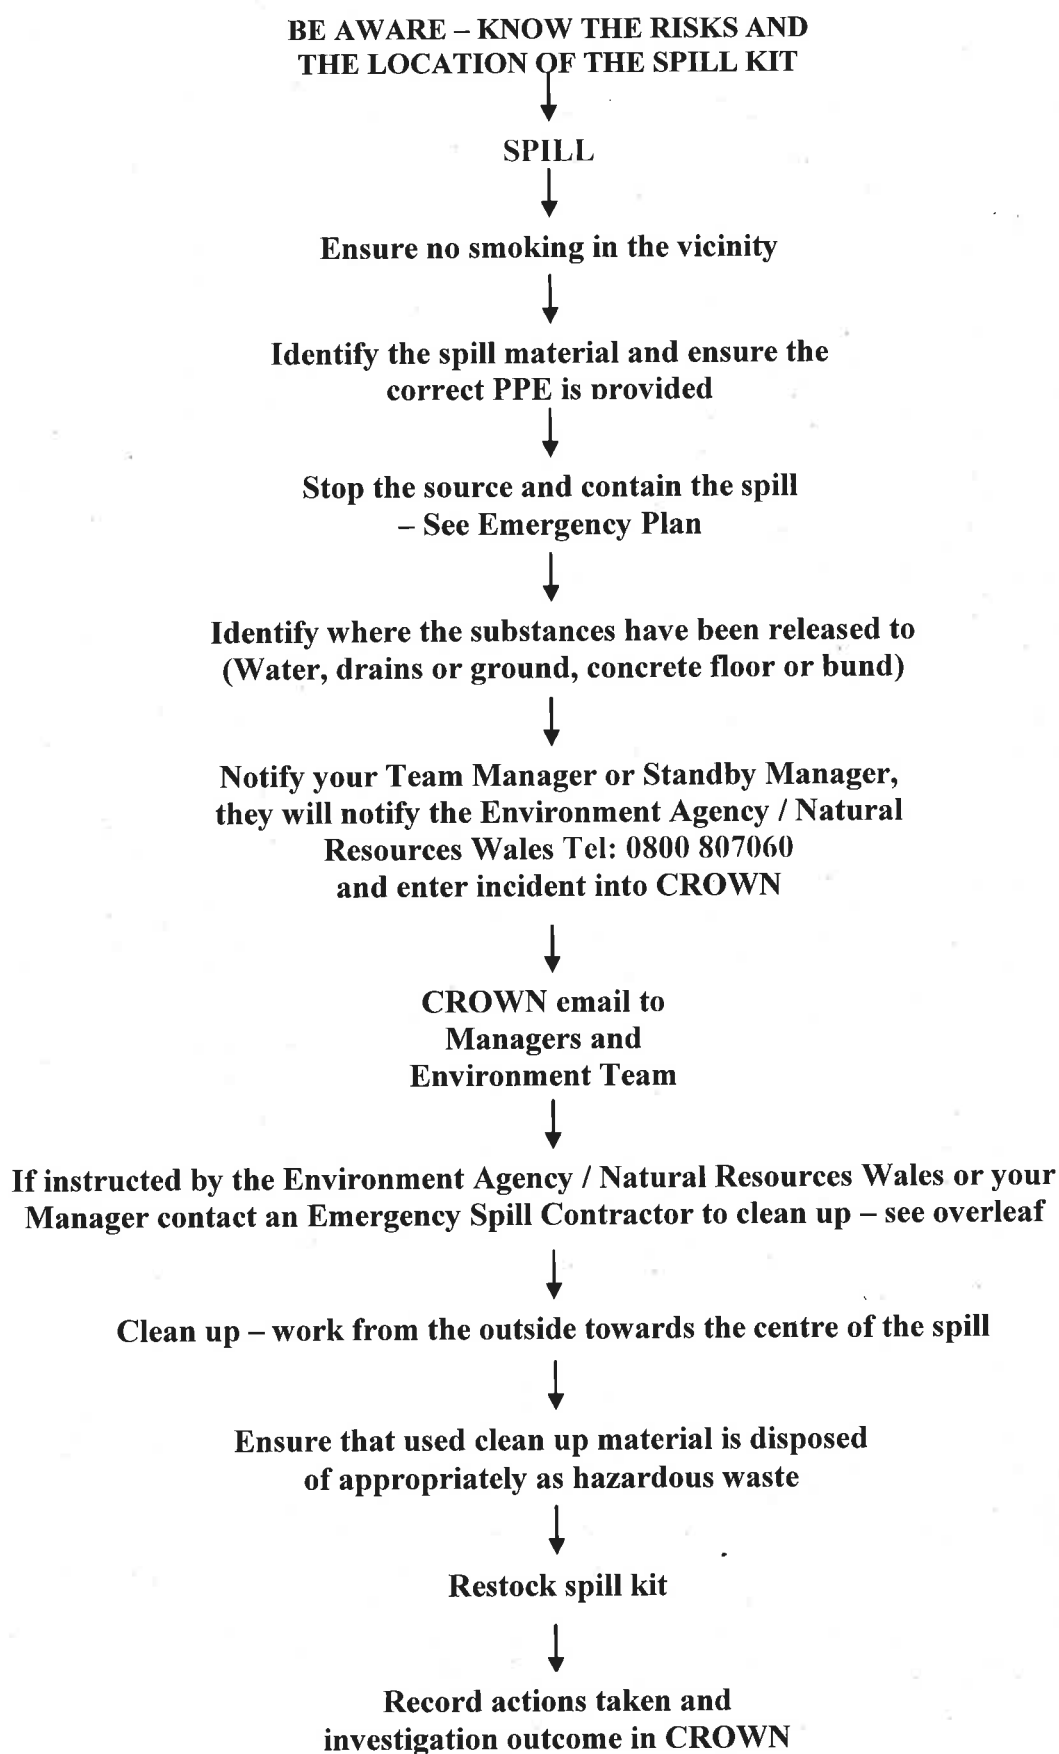 BE AWARE – KNOW THE RISKS AND
THE LOCATION OF THE SPILL KIT
SPILL
Ensure no smoking in the vicinity
Identify the spill material and ensure the
correct PPE is provided
Stop the source and contain the spill
– See Emergency Plan
Identify where the substances have been released to
(Water, drains or ground, concrete floor or bund)
Notify your Team Manager or Standby Manager,
they will notify the Environment Agency / Natural
Resources Wales Tel: 0800 807060
and enter incident into CROWN
CROWN email to
Managers and
Environment Team
If instructed by the Environment Agency / Natural Resources Wales or your
Manager contact an Emergency Spill Contractor to clean up – see overleaf
Clean up – work from the outside towards the centre of the spill
Ensure that used clean up material is disposed
of appropriately as hazardous waste
Restock spill kit
Record actions taken and
investigation outcome in CROWN